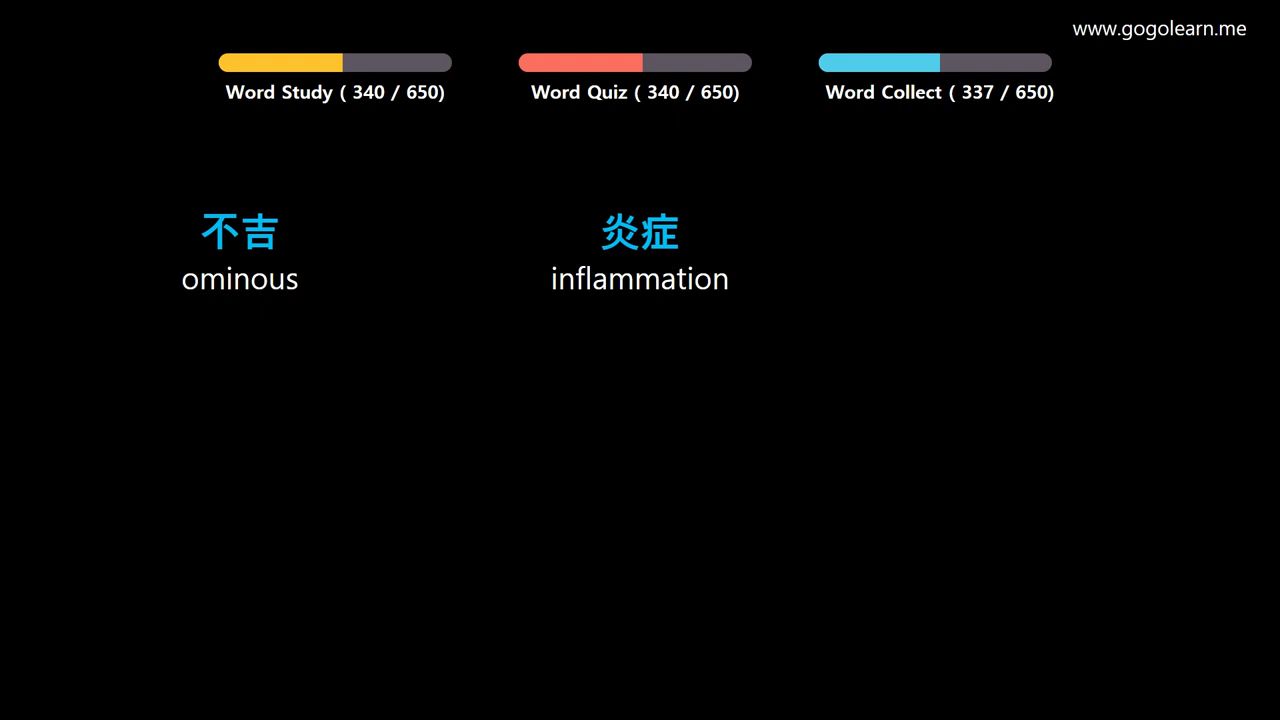 www.gogolearn.me
Word Study ( 340 / 650)
Word Quiz ( 340 / 650)
Word Collect ( 337 / 650)
不吉
ominous
炎症
inflammation